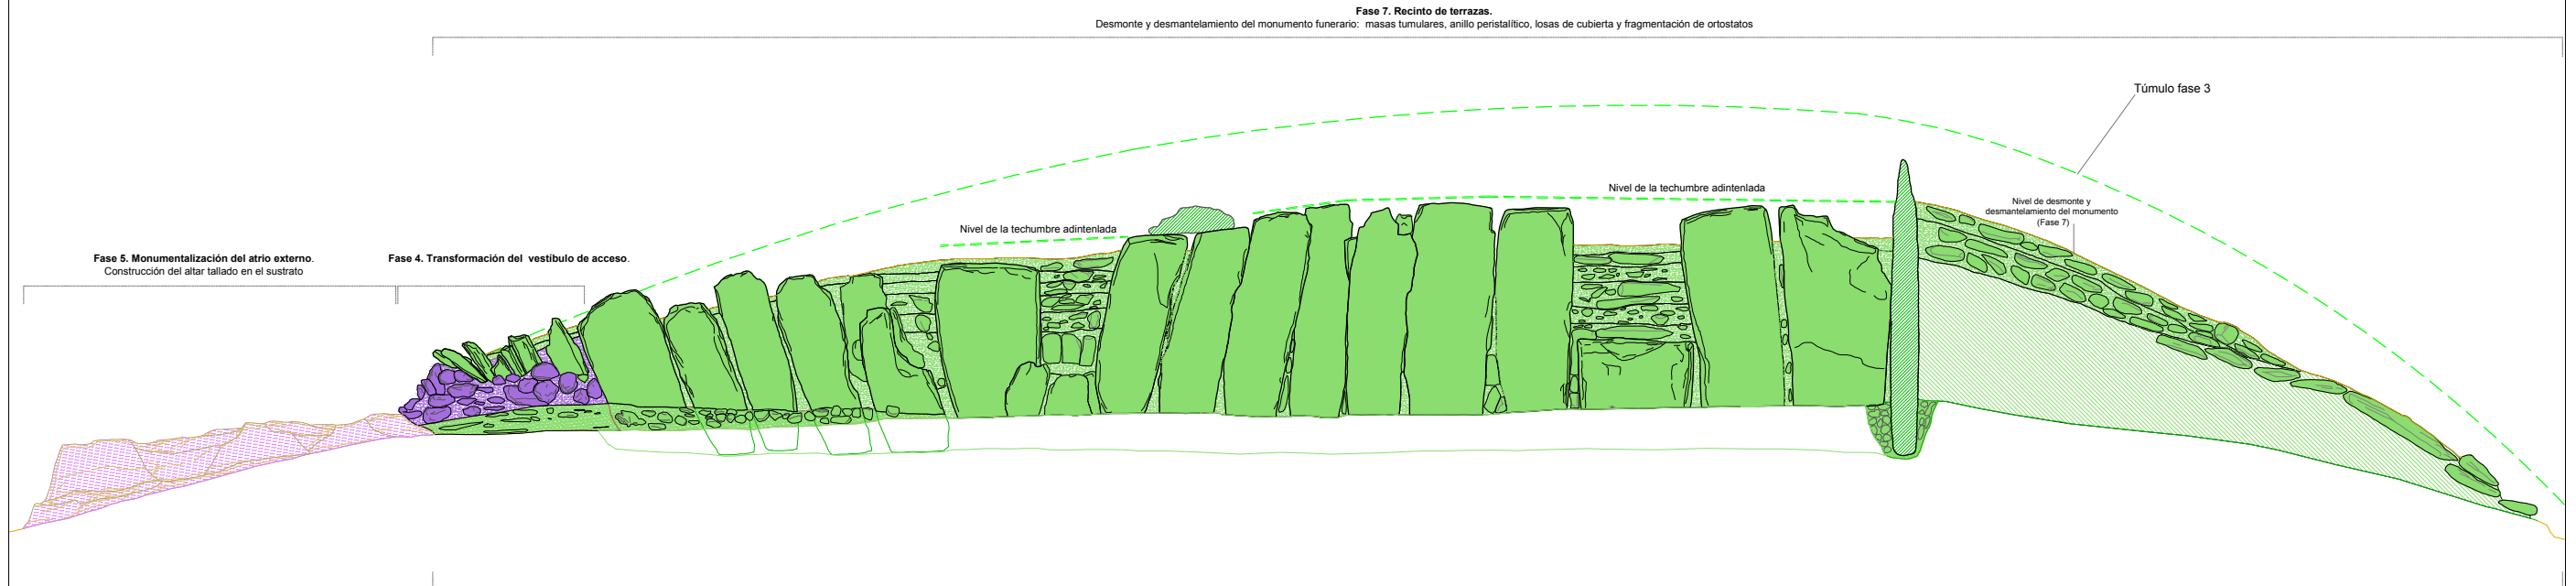 Fase 7. Recinto de terrazas.
Desmonte y desmantelamiento del monumento funerario: masas tumulares, anillo peristalítico, losas de cubierta y fragmentación de ortostatos
Túmulo fase 3
Nivel de la techumbre adintenlada
Nivel de desmonte y
desmantelamiento del monumento
(Fase 7)
Nivel de la techumbre adintenlada
Fase 5. Monumentalización del atrio externo.
Construcción del altar tallado en el sustrato
Fase 4. Transformación del vestíbulo de acceso.